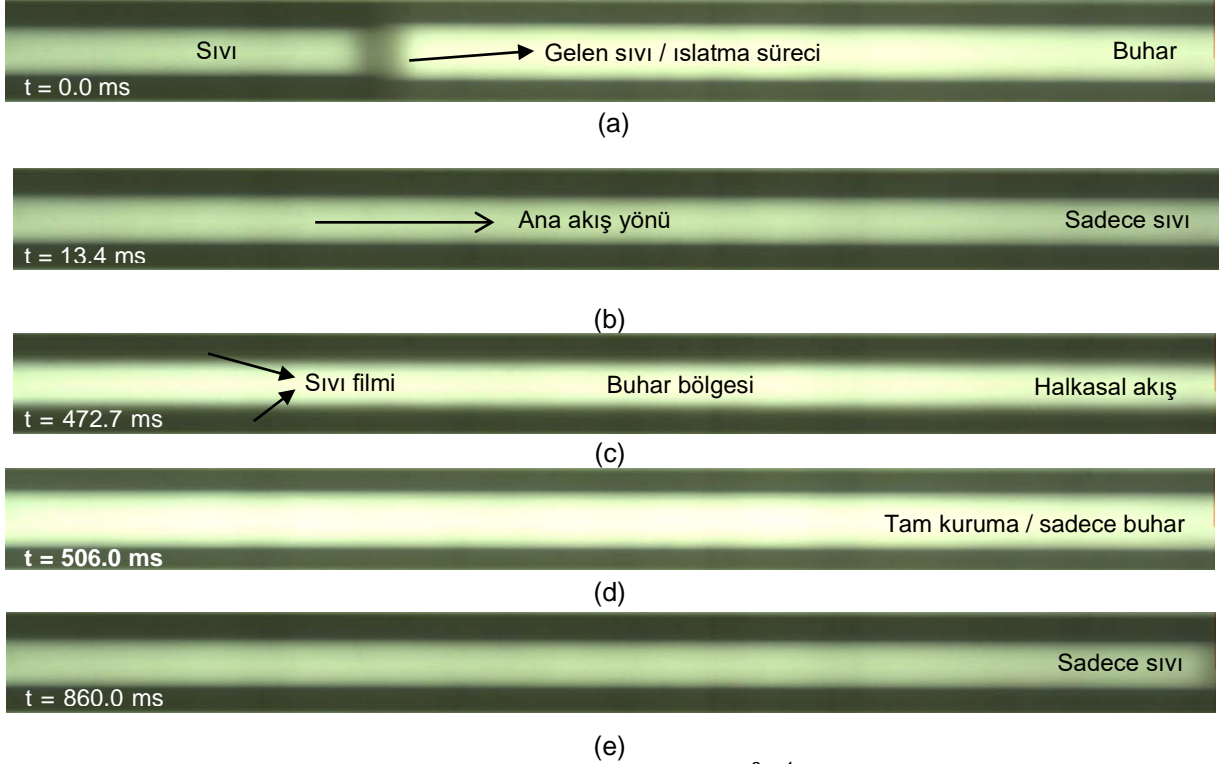 Sıvı
Gelen sıvı / ıslatma süreci
Buhar
t = 0.0 ms
(a)
Ana akış yönü
Sadece sıvı
t = 13.4 ms
(b)
Sıvı filmi
Buhar bölgesi
Halkasal akış
t = 472.7 ms
(c)
Tam kuruma / sadece buhar
t = 506.0 ms
(d)
Sadece sıvı
t = 860.0 ms
(e)